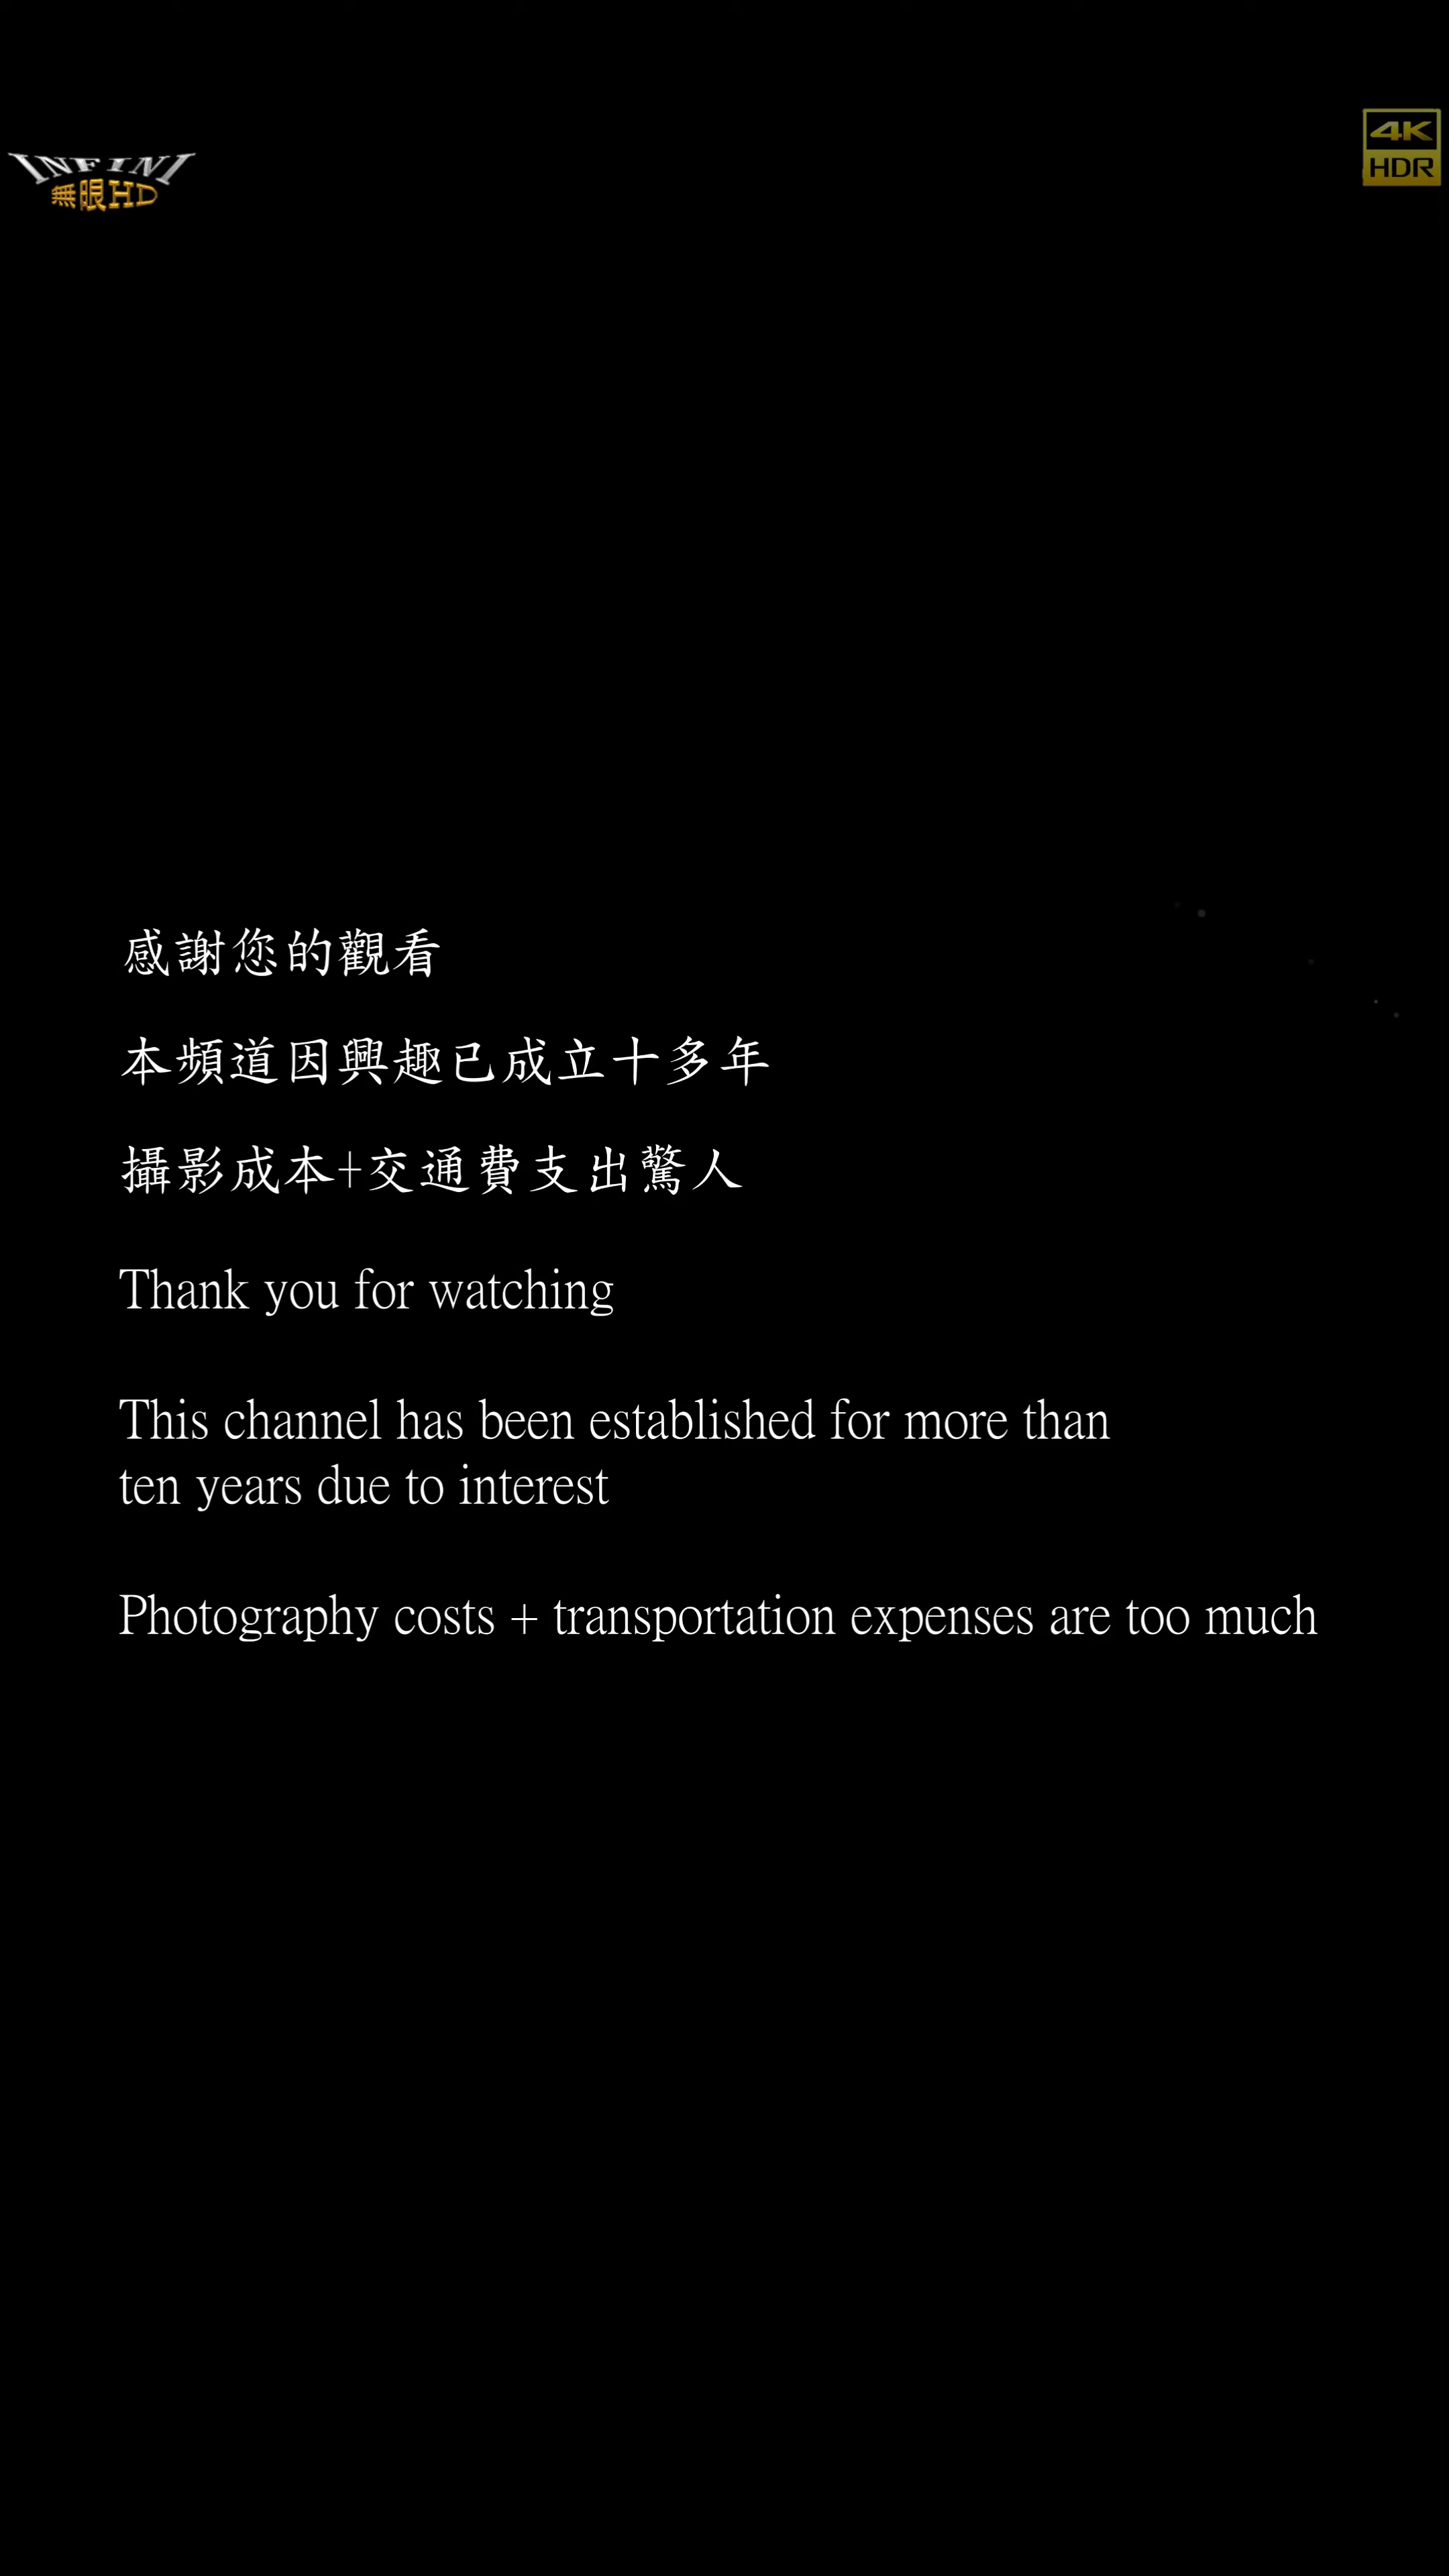 INFINI
無限HD
4K
HDR
感謝您的觀看
本頻道因興趣已成立十多年
攝影成本+交通費支出驚人
Thank you for watching
This channel has been established for more than
ten years due to interest
Photography costs + transportation expenses are too much